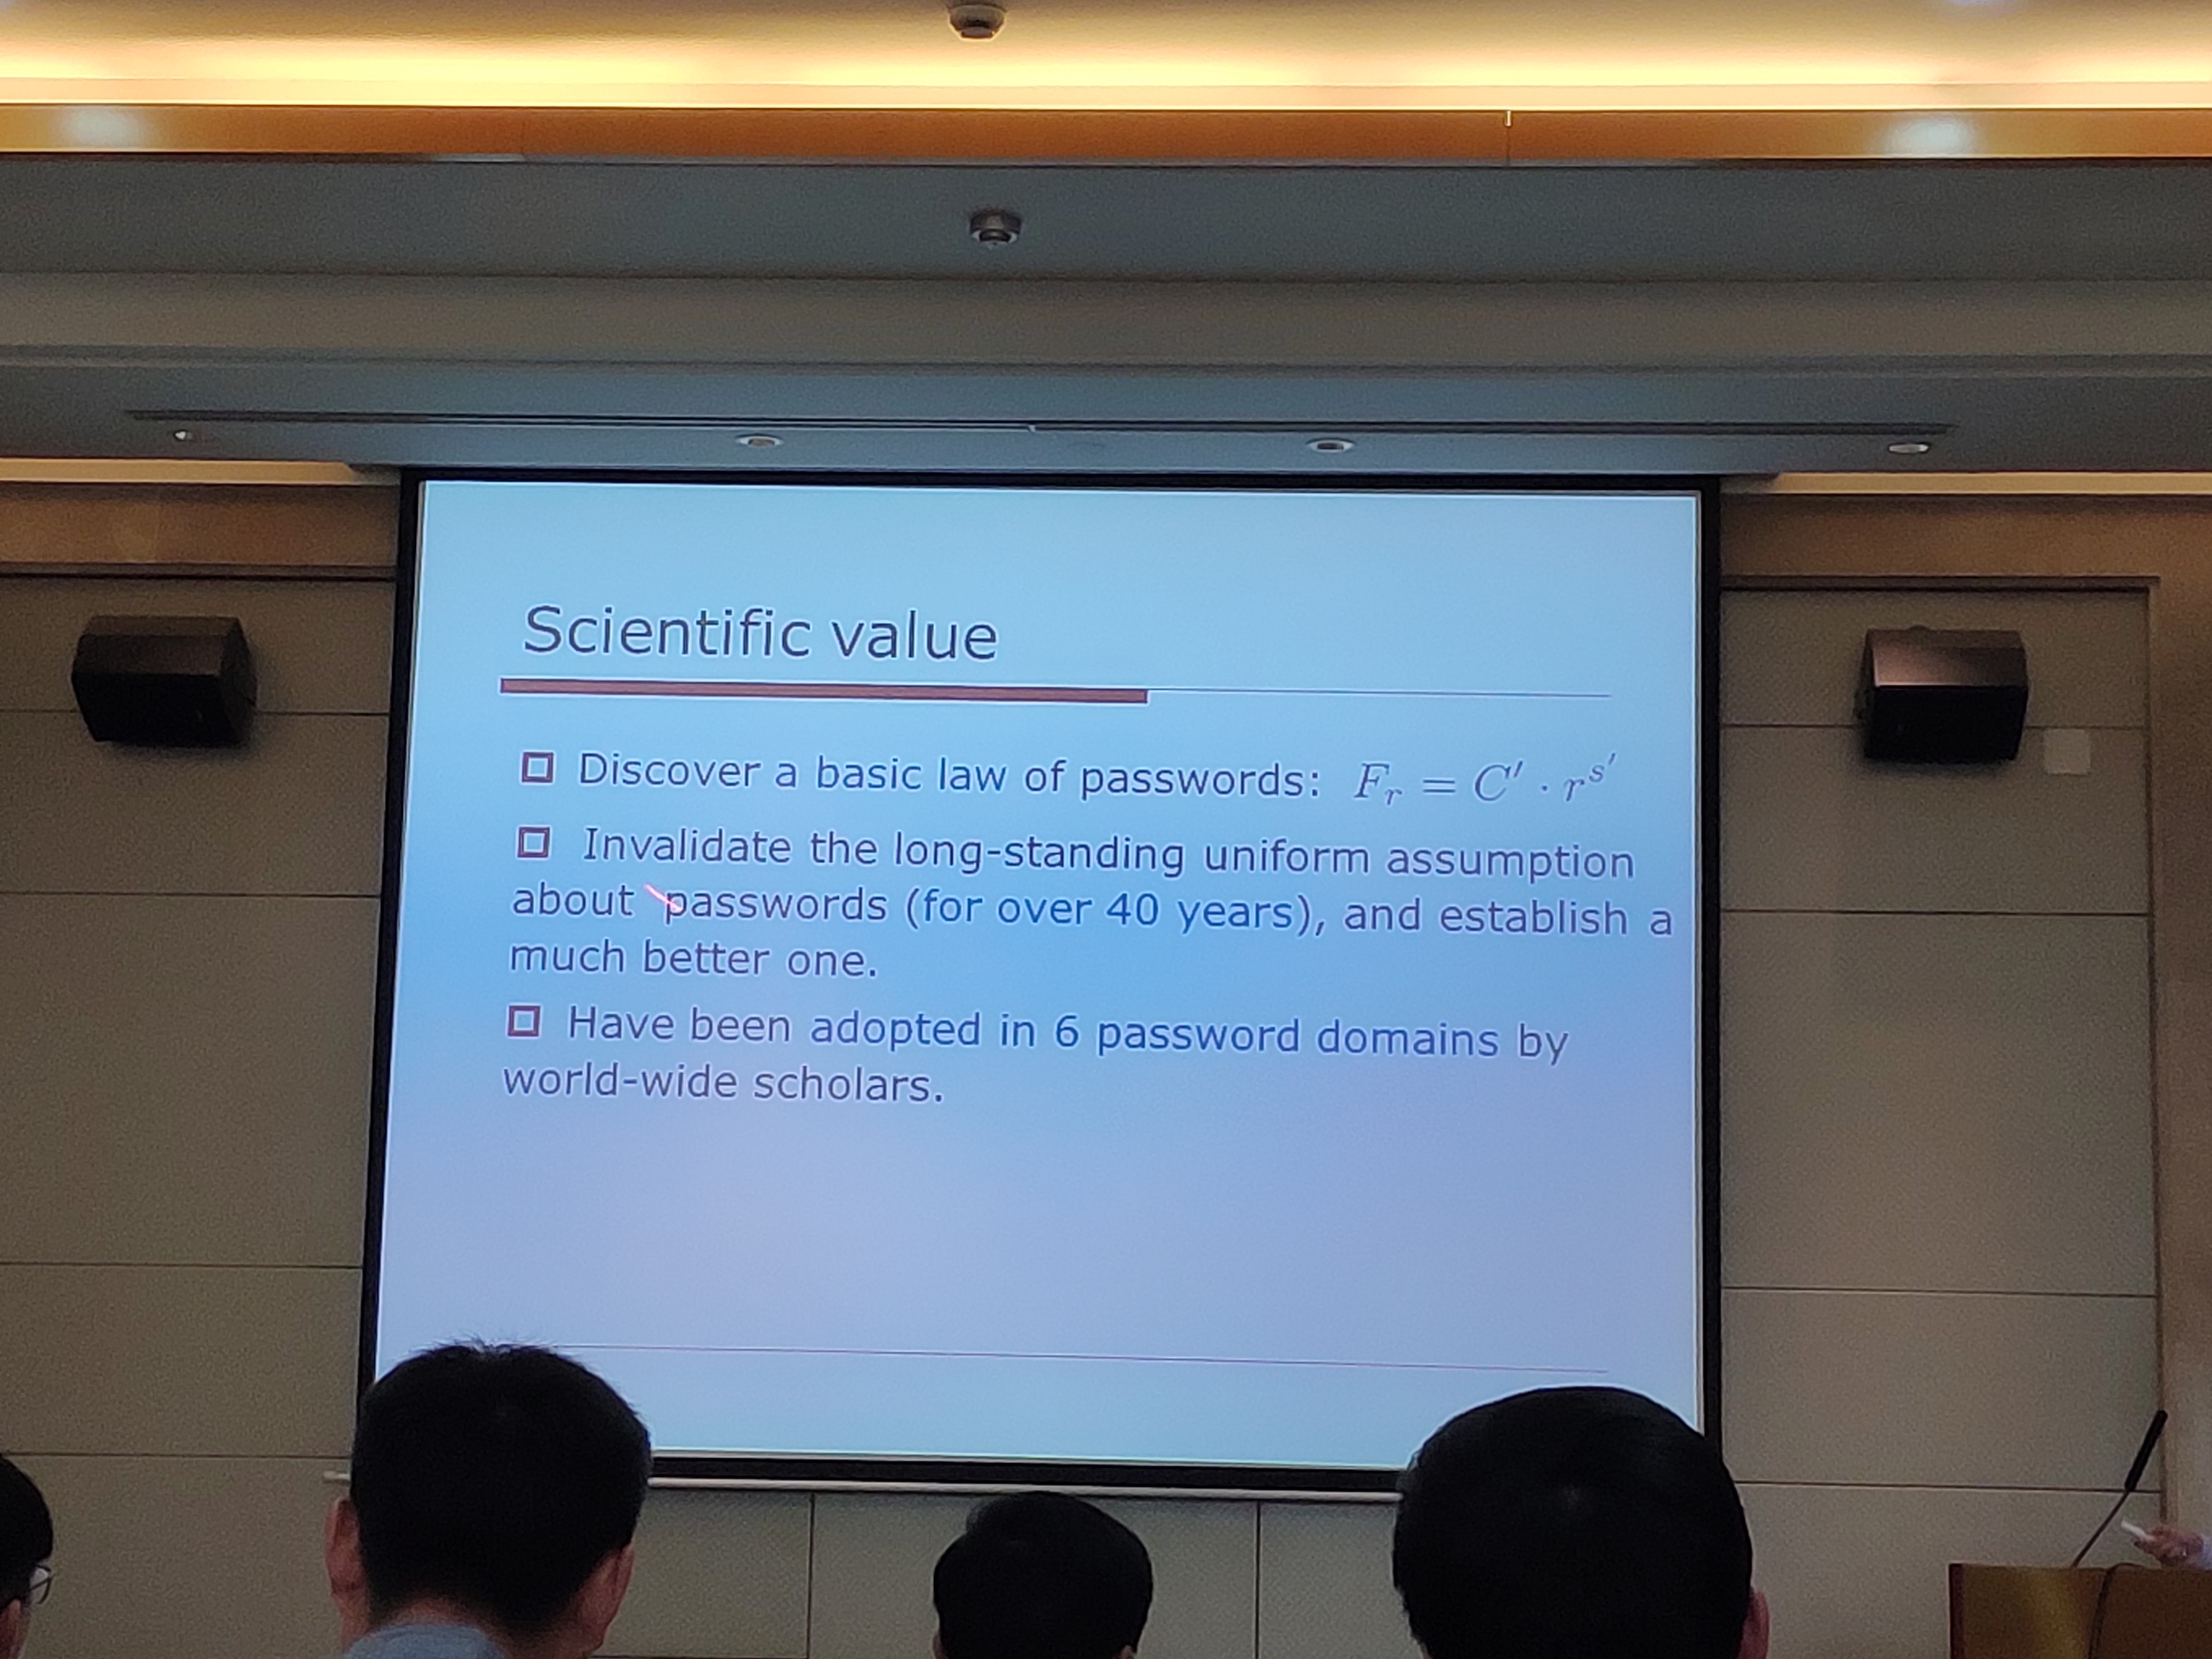 Scientific value
Discover a basic law of passwords: F_r = C′ · r^{s′}
Invalidate the long-standing uniform assumption
about passwords (for over 40 years), and establish a
much better one.
Have been adopted in 6 password domains by
world-wide scholars.